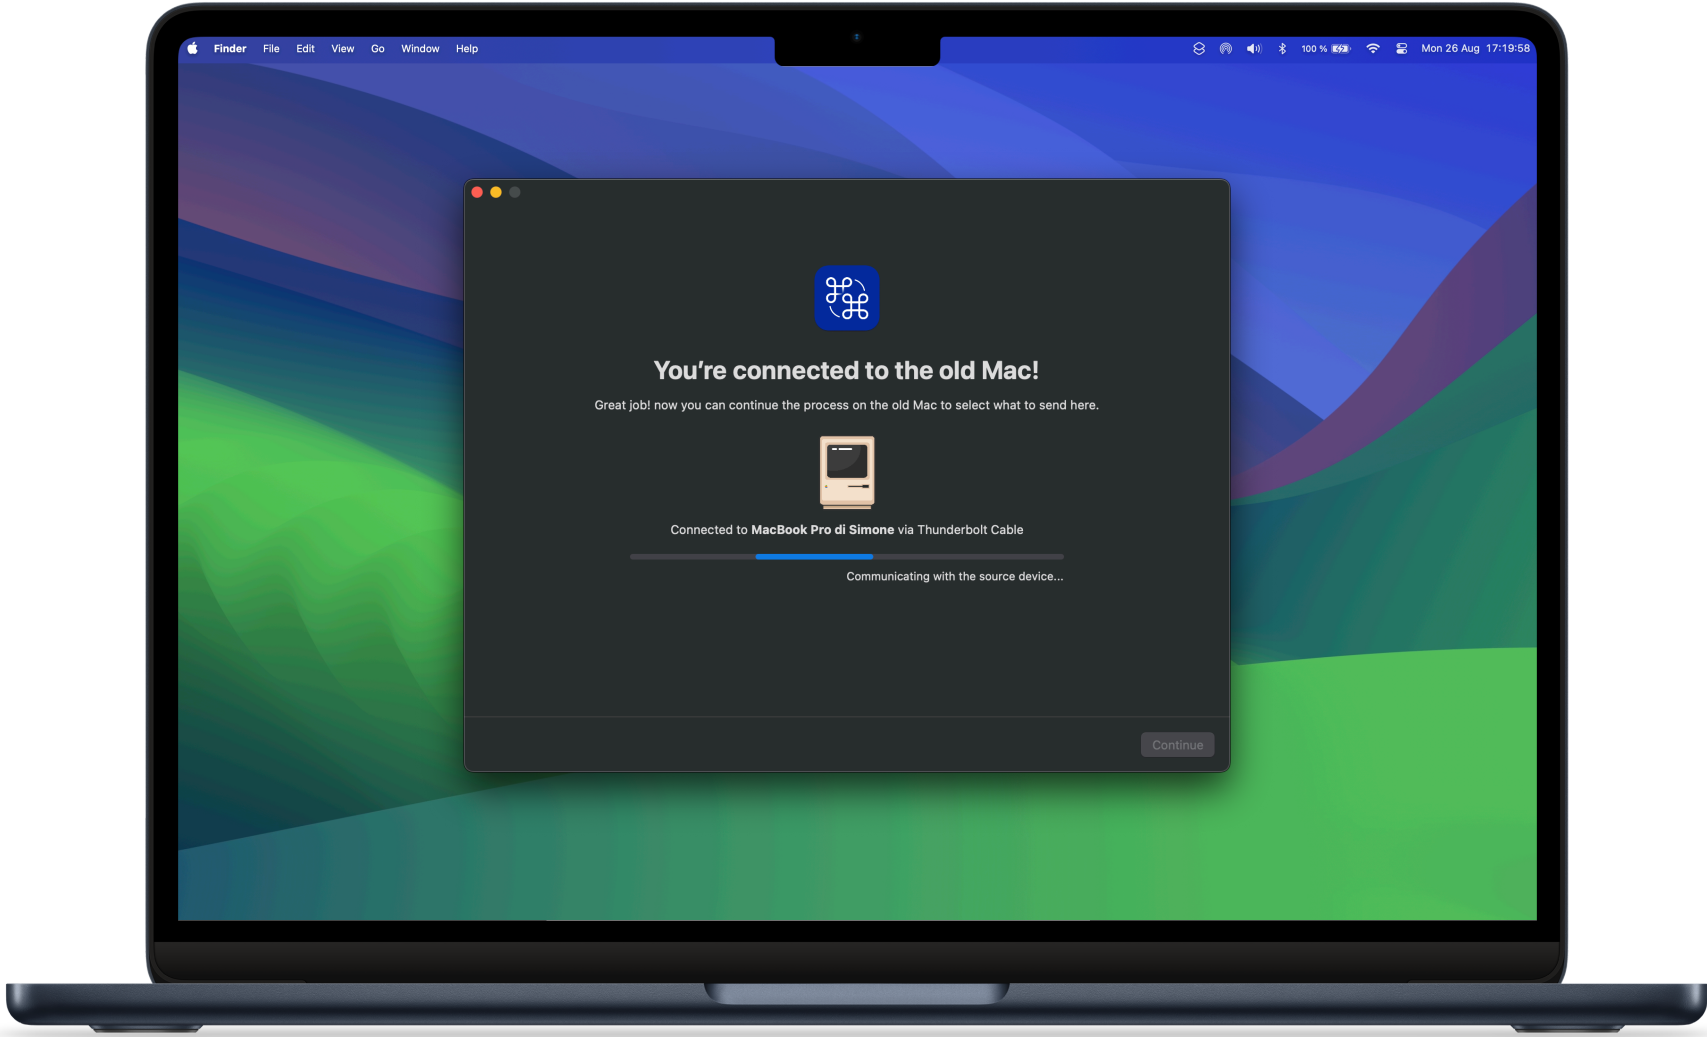 Finder File Edit View Go Window Help 100 % Mon 26 Aug 17:19:58
You're connected to the old Mac!
Great job! now you can continue the process on the old Mac to select what to send here.
Connected to MacBook Pro di Simone via Thunderbolt Cable
Communicating with the source device...
Continue